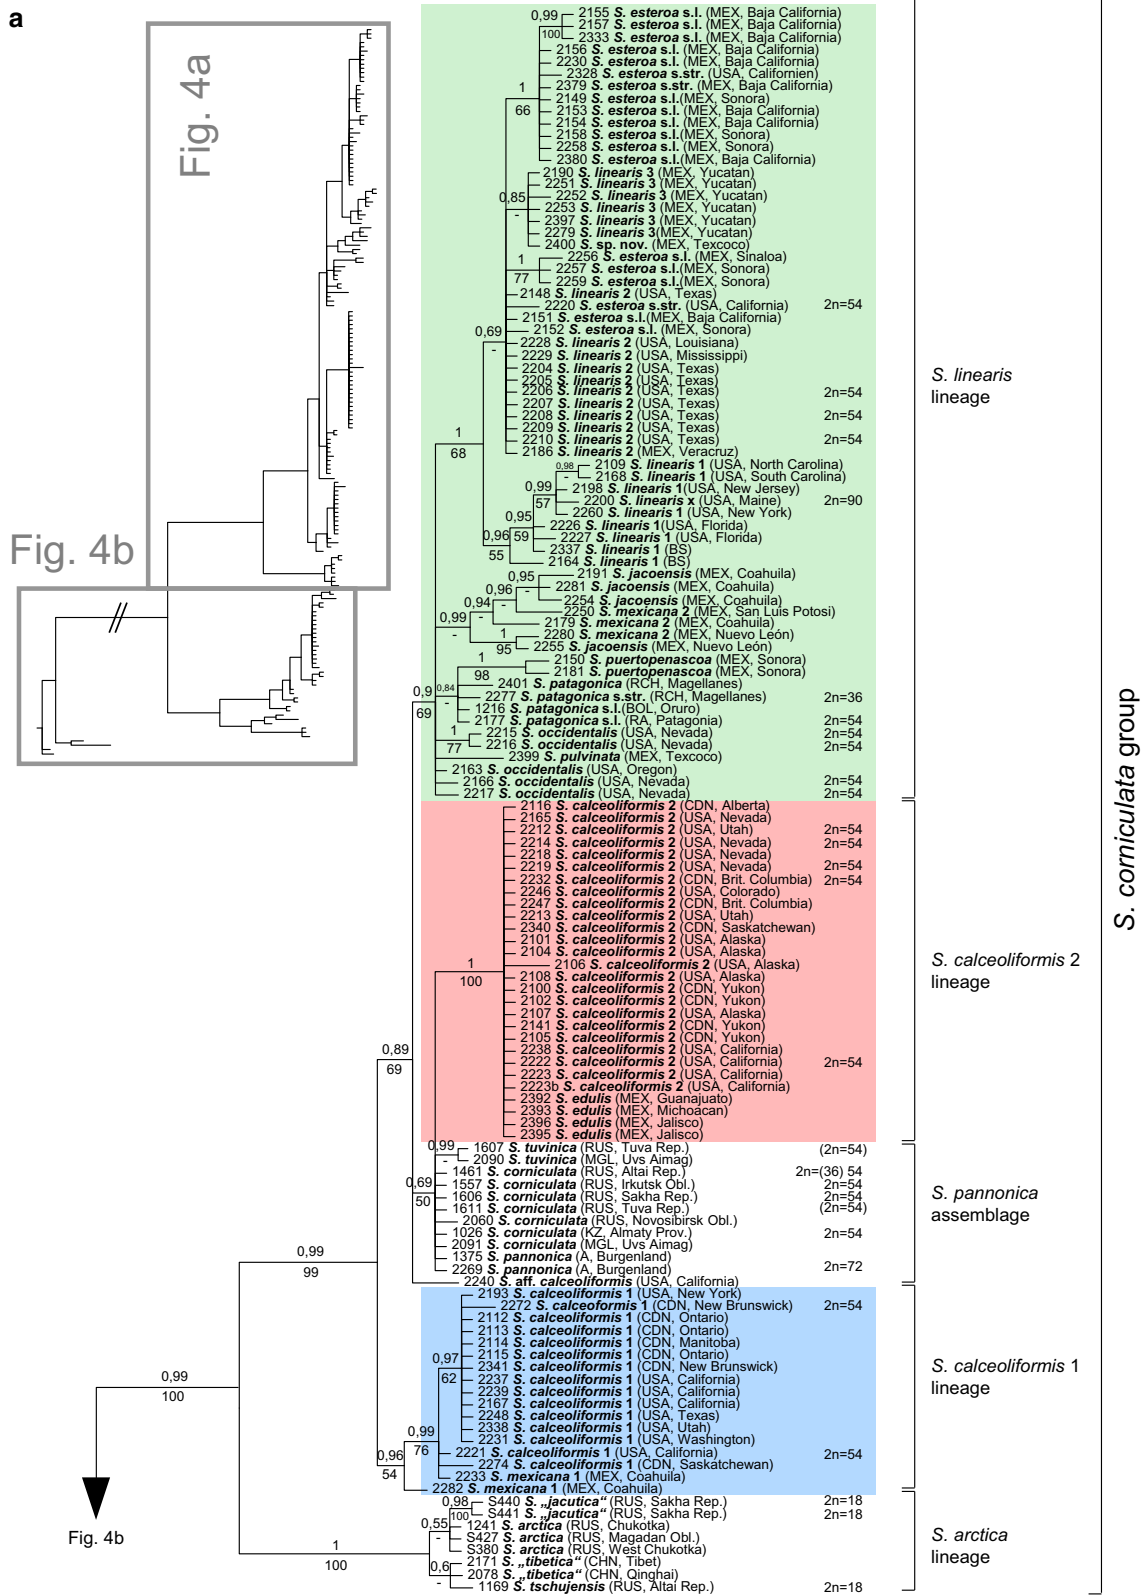 a
Fig. 4a
Fig. 4b
0,99
100
2155 S. esteroa s.l. (MEX, Baja California)
2157 S. esteroa s.l. (MEX, Baja California)
2333 S. esteroa s.l. (MEX, Baja California)
2156 S. esteroa s.l. (MEX, Baja California)
2230 S. esteroa s.l. (MEX, Baja California)
2328 S. esteroa s.str. (USA, Californien)
2379 S. esteroa s.str. (MEX, Baja California)
1
66
2149 S. esteroa s.l.(MEX, Sonora)
2153 S. esteroa s.l.(MEX, Baja California)
2154 S. esteroa s.l.(MEX, Baja California)
2158 S. esteroa s.l.(MEX, Sonora)
2258 S. esteroa s.l.(MEX, Sonora)
2380 S. esteroa s.l.(MEX, Baja California)
2190 S. linearis 3 (MEX, Yucatan)
2251 S. linearis 3 (MEX, Yucatan)
0,85
-
2252 S. linearis 3 (MEX, Yucatan)
2253 S. linearis 3 (MEX, Yucatan)
2397 S. linearis 3 (MEX, Yucatan)
2279 S. linearis 3(MEX, Yucatan)
2400 S. sp. nov. (MEX, Texcoco)
2256 S. esteroa s.l. (MEX, Sinaloa)
1
77
2257 S. esteroa s.l.(MEX, Sonora)
2259 S. esteroa s.l.(MEX, Sonora)
2148 S. linearis 2 (USA, Texas)
2220 S. esteroa s.str. (USA, California) 2n=54
2151 S. esteroa s.l.(MEX, Baja California)
2152 S. esteroa s.l. (MEX, Sonora)
0,69
-
2228 S. linearis 2 (USA, Louisiana)
2229 S. linearis 2 (USA, Mississippi)
2204 S. linearis 2 (USA, Texas)
2205 S. linearis 2 (USA, Texas)
2206 S. linearis 2 (USA, Texas) 2n=54
2207 S. linearis 2 (USA, Texas)
2208 S. linearis 2 (USA, Texas) 2n=54
2209 S. linearis 2 (USA, Texas)
2210 S. linearis 2 (USA, Texas) 2n=54
2186 S. linearis 2 (MEX, Veracruz)
1
68
0,98
-
2109 S. linearis 1 (USA, North Carolina)
2168 S. linearis 1 (USA, South Carolina)
0,99
57
2198 S. linearis 1(USA, New Jersey)
2200 S. linearis x (USA, Maine) 2n=90
2260 S. linearis 1 (USA, New York)
0,95
59
2226 S. linearis 1(USA, Florida)
2227 S. linearis 1 (USA, Florida)
0,96
55
2337 S. linearis 1 (BS)
2164 S. linearis 1 (BS)
0,95
-
2191 S. jacoensis (MEX, Coahuila)
2281 S. jacoensis (MEX, Coahuila)
0,96
-
2254 S. jacoensis (MEX, Coahuila)
0,94
-
2250 S. mexicana 2 (MEX, San Luis Potosi)
0,99
-
2179 S. mexicana 2 (MEX, Coahuila)
1
95
2280 S. mexicana 2 (MEX, Nuevo León)
2255 S. jacoensis (MEX, Nuevo León)
1
98
2150 S. puertopenascoa (MEX, Sonora)
2181 S. puertopenascoa (MEX, Sonora)
0,84
-
2401 S. patagonica (RCH, Magellanes)
2277 S. patagonica s.str. (RCH, Magellanes) 2n=36
1216 S. patagonica s.l.(BOL, Oruro)
2177 S. patagonica s.l. (RA, Patagonia) 2n=54
0,9
69
1
77
2215 S. occidentalis (USA, Nevada) 2n=54
2216 S. occidentalis (USA, Nevada) 2n=54
2399 S. pulvinata (MEX, Texcoco)
2163 S. occidentalis (USA, Oregon)
2166 S. occidentalis (USA, Nevada) 2n=54
2217 S. occidentalis (USA, Nevada) 2n=54
S. linearis
lineage
2116 S. calceoliformis 2 (CDN, Alberta)
2165 S. calceoliformis 2 (USA, Nevada)
2212 S. calceoliformis 2 (USA, Utah) 2n=54
2214 S. calceoliformis 2 (USA, Nevada) 2n=54
2218 S. calceoliformis 2 (USA, Nevada)
2219 S. calceoliformis 2 (USA, Nevada) 2n=54
2232 S. calceoliformis 2 (CDN, Brit. Columbia) 2n=54
2246 S. calceoliformis 2 (USA, Colorado)
2247 S. calceoliformis 2 (CDN, Brit. Columbia)
2213 S. calceoliformis 2 (USA, Utah)
2340 S. calceoliformis 2 (CDN, Saskatchewan)
2101 S. calceoliformis 2 (USA, Alaska)
2104 S. calceoliformis 2 (USA, Alaska)
1
100
2106 S. calceoliformis 2 (USA, Alaska)
2108 S. calceoliformis 2 (USA, Alaska)
2100 S. calceoliformis 2 (CDN, Yukon)
2102 S. calceoliformis 2 (CDN, Yukon)
2107 S. calceoliformis 2 (USA, Alaska)
2141 S. calceoliformis 2 (CDN, Yukon)
2105 S. calceoliformis 2 (CDN, Yukon)
2238 S. calceoliformis 2 (USA, California)
2222 S. calceoliformis 2 (USA, California) 2n=54
2223 S. calceoliformis 2 (USA, California)
2223b S. calceoliformis 2 (USA, California)
2392 S. edulis (MEX, Guanajuato)
2393 S. edulis (MEX, Michoacan)
2396 S. edulis (MEX, Jalisco)
2395 S. edulis (MEX, Jalisco)
S. calceoliformis 2
lineage
0,89
69
0,99
-
1607 S. tuvinica (RUS, Tuva Rep.) (2n=54)
2090 S. tuvinica (MGL, Uvs Aimag)
0,69
50
1461 S. corniculata (RUS, Altai Rep.) 2n=(36) 54
1557 S. corniculata (RUS, Irkutsk Obl.) 2n=54
1606 S. corniculata (RUS, Sakha Rep.) 2n=54
1611 S. corniculata (RUS, Tuva Rep.) (2n=54)
2060 S. corniculata (RUS, Novosibirsk Obl.)
1026 S. corniculata (KZ, Almaty Prov.) 2n=54
2091 S. corniculata (MGL, Uvs Aimag)
1375 S. pannonica (A, Burgenland)
2269 S. pannonica (A, Burgenland) 2n=72
2240 S. aff. calceoliformis (USA, California)
S. pannonica
assemblage
0,99
99
2193 S. calceoliformis 1 (USA, New York)
2272 S. calceoformis 1 (CDN, New Brunswick) 2n=54
2112 S. calceoliformis 1 (CDN, Ontario)
2113 S. calceoliformis 1 (CDN, Ontario)
2114 S. calceoliformis 1 (CDN, Manitoba)
2115 S. calceoliformis 1 (CDN, Ontario)
0,97
62
2341 S. calceoliformis 1 (CDN, New Brunswick)
2237 S. calceoliformis 1 (USA, California)
2239 S. calceoliformis 1 (USA, California)
2167 S. calceoliformis 1 (USA, California)
2248 S. calceoliformis 1 (USA, Texas)
2338 S. calceoliformis 1 (USA, Utah)
2231 S. calceoliformis 1 (USA, Washington)
0,99
76
2221 S. calceoliformis 1 (USA, California) 2n=54
2274 S. calceoliformis 1 (CDN, Saskatchewan)
0,96
54
2233 S. mexicana 1 (MEX, Coahuila)
2282 S. mexicana 1 (MEX, Coahuila)
S. calceoliformis 1
lineage
0,99
100
Fig. 4b
0,98
100
S440 S. „jacutica“ (RUS, Sakha Rep.) 2n=18
S441 S. „jacutica“ (RUS, Sakha Rep.) 2n=18
0,55
-
1241 S. arctica (RUS, Chukotka)
S427 S. arctica (RUS, Magadan Obl.)
S380 S. arctica (RUS, West Chukotka)
1
100
0,6
-
2171 S. „tibetica“ (CHN, Tibet)
2078 S. „tibetica“ (CHN, Qinghai)
1169 S. tschujensis (RUS, Altai Rep.) 2n=18
S. arctica
lineage
S. corniculata group